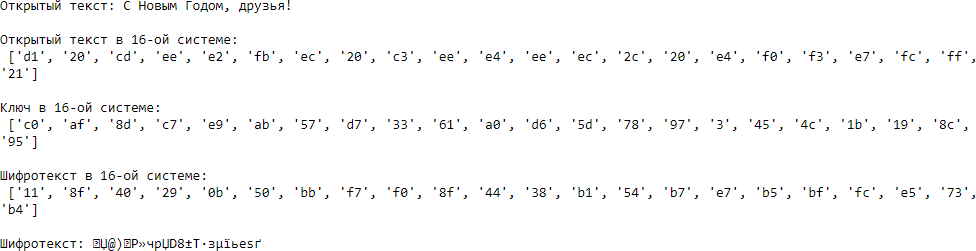 Открытый текст: С Новым Годом, друзья!
Открытый текст в 16-ой системе:
['d1', '20', 'cd', 'ee', 'e2', 'fb', 'ec', '20', 'c3', 'ee', 'e4', 'ee', 'ec', '2c', '20', 'e4', 'f0', 'f3', 'e7', 'fc', 'ff',
'21']
Ключ в 16-ой системе:
['c0', 'af', '8d', 'c7', 'e9', 'ab', '57', 'd7', '33', '61', 'a0', 'd6', '5d', '78', '97', '3', '45', '4c', '1b', '19', '8c',
'95']
Шифротекст в 16-ой системе:
['11', '8f', '40', '29', '0b', '50', 'bb', 'f7', 'f0', '8f', '44', '38', 'b1', '54', 'b7', 'e7', 'b5', 'bf', 'fc', 'e5', '73',
'b4']
Шифротекст: Џ@)P»чрЏD8±T·зµїьеsґ